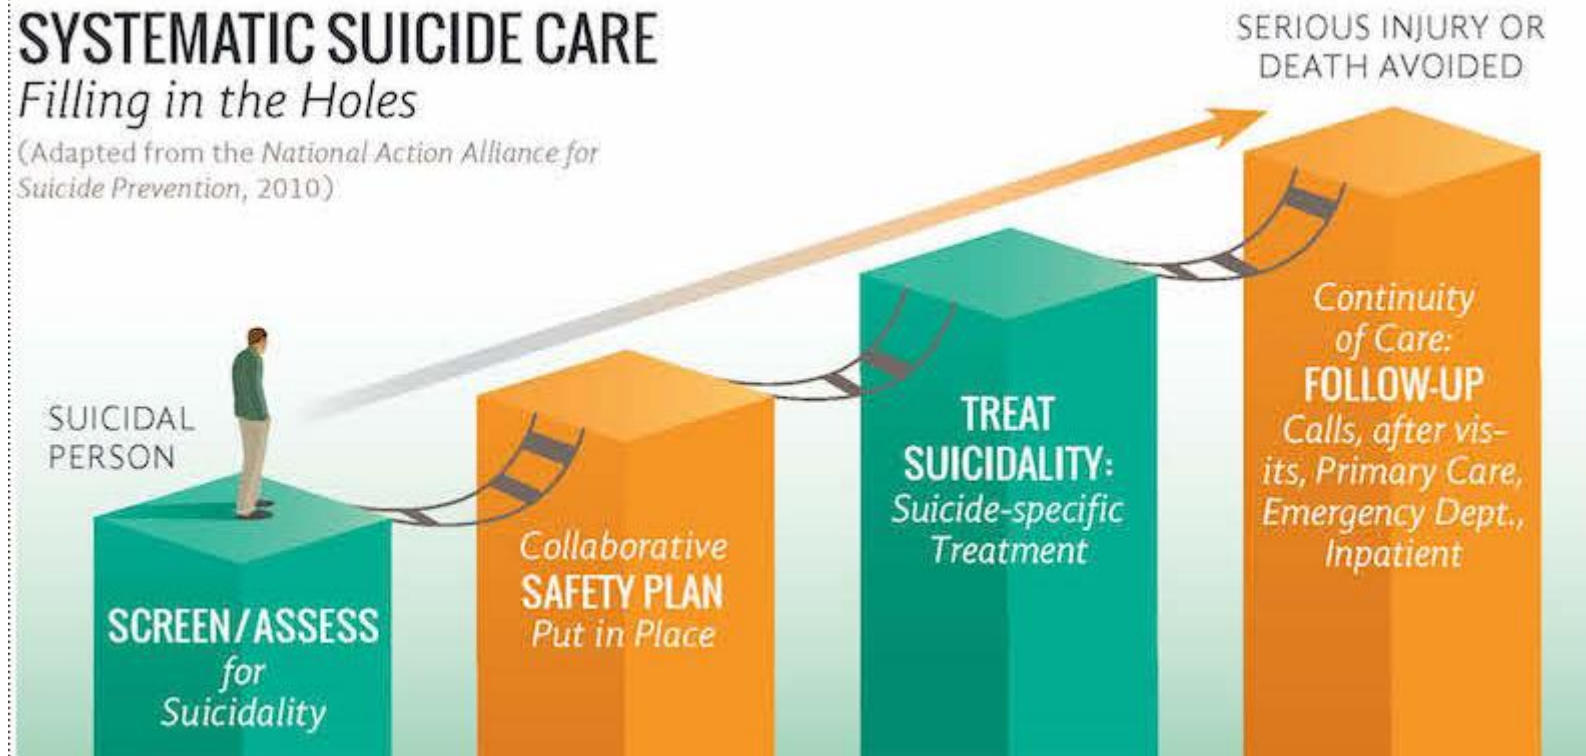 SYSTEMATIC SUICIDE CARE
Filling in the Holes
(Adapted from the National Action Alliance for
Suicide Prevention, 2010)
SERIOUS INJURY OR
DEATH AVOIDED
SUICIDAL
PERSON
SCREEN/ASSESS
for
Suicidality
Collaborative
SAFETY PLAN
Put in Place
TREAT
SUICIDALITY:
Suicide-specific
Treatment
Continuity
of Care:
FOLLOW-UP
Calls, after vis-
its, Primary Care,
Emergency Dept.,
Inpatient